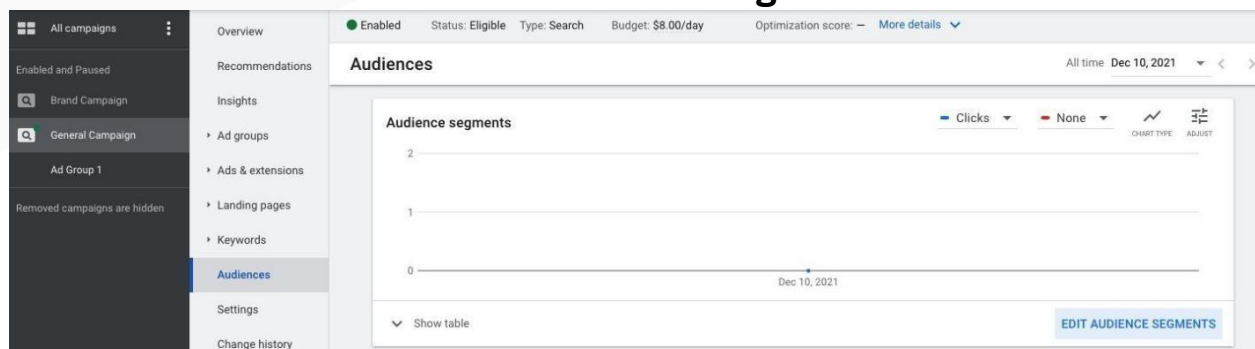 All campaigns
Enabled and Paused
Brand Campaign
General Campaign
Ad Group 1
Removed campaigns are hidden
Overview
Recommendations
Insights
Ad groups
Ads & extensions
Landing pages
Keywords
Audiences
Settings
Change history
Enabled Status: Eligible Type: Search Budget: $8.00/day Optimization score: – More details
Audiences
All time Dec 10, 2021
Audience segments
Clicks None
CHART TYPE ADJUST
2
1
0
Dec 10, 2021
Show table
EDIT AUDIENCE SEGMENTS